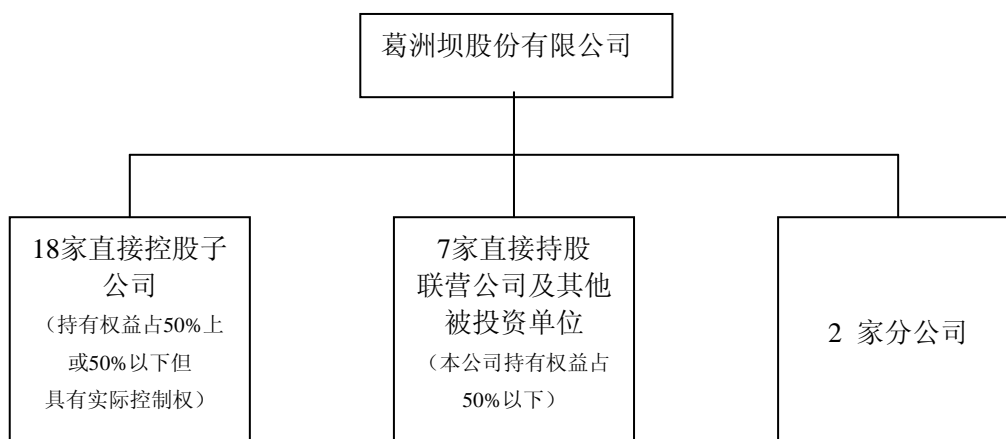 葛洲坝股份有限公司
18家直接控股子
公司
（持有权益占50%上
或50%以下但
具有实际控制权）
7家直接持股
联营公司及其他
被投资单位
（本公司持有权益占
50%以下）
2 家分公司